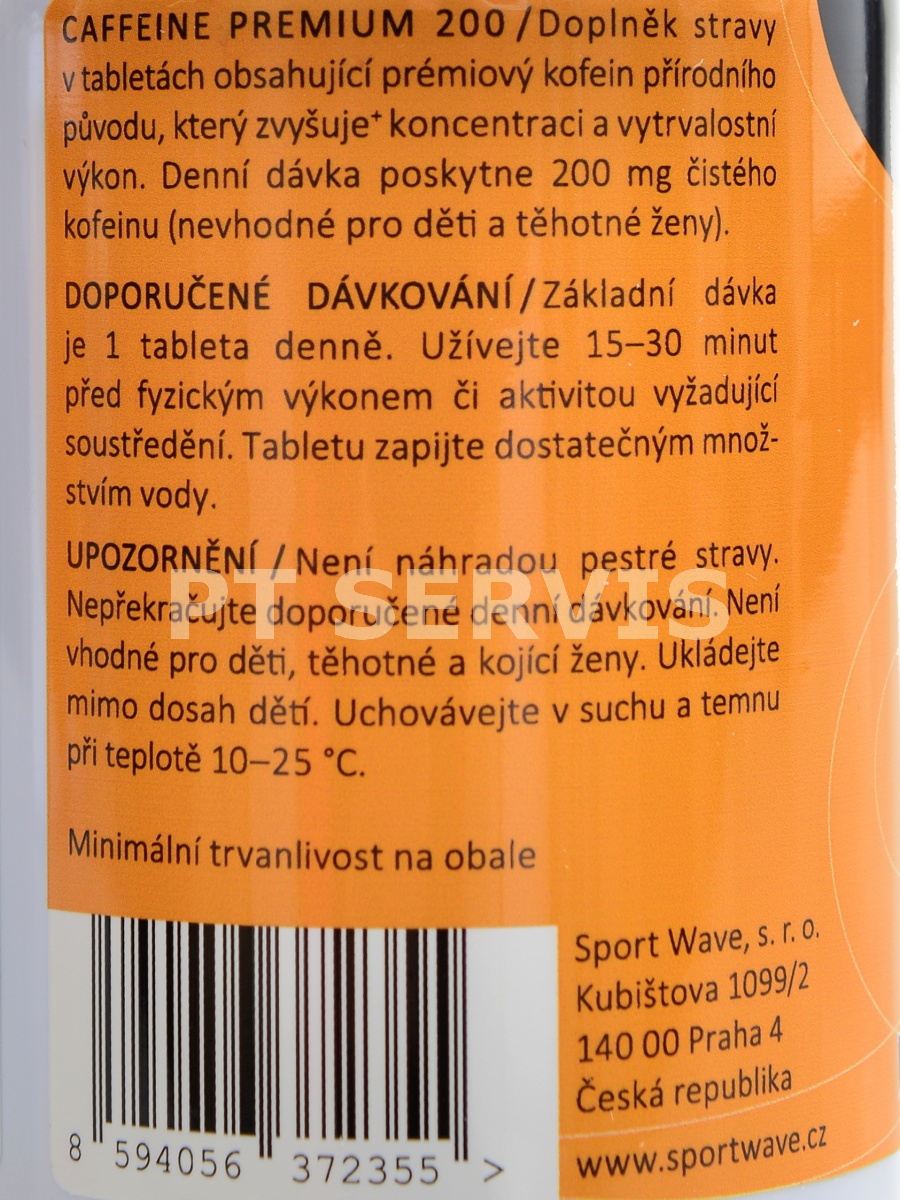 CAFFEINE PREMIUM 200 / Doplněk stravy
v tabletách obsahující prémiový kofein přírodního
původu, který zvyšuje⁺ koncentraci a vytrvalostní
výkon. Denní dávka poskytne 200 mg čistého
kofeinu (nevhodné pro děti a těhotné ženy).
DOPORUČENÉ DÁVKOVÁNÍ / Základní dávka
je 1 tableta denně. Užívejte 15–30 minut
před fyzickým výkonem či aktivitou vyžadující
soustředění. Tabletu zapijte dostatečným množ-
stvím vody.
UPOZORNĚNÍ / Není náhradou pestré stravy.
PT SERVIS
Nepřekračujte doporučené denní dávkování. Není
vhodné pro děti, těhotné a kojící ženy. Ukládejte
mimo dosah dětí. Uchovávejte v suchu a temnu
při teplotě 10–25 °C.
Minimální trvanlivost na obale
Sport Wave, s. r. o.
Kubištova 1099/2
140 00 Praha 4
Česká republika
www.sportwave.cz
8 594056 372355 >